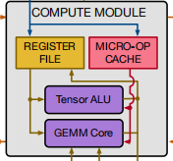 COMPUTE MODULE
REGISTER
FILE
MICRO-OP
CACHE
Tensor ALU
GEMM Core